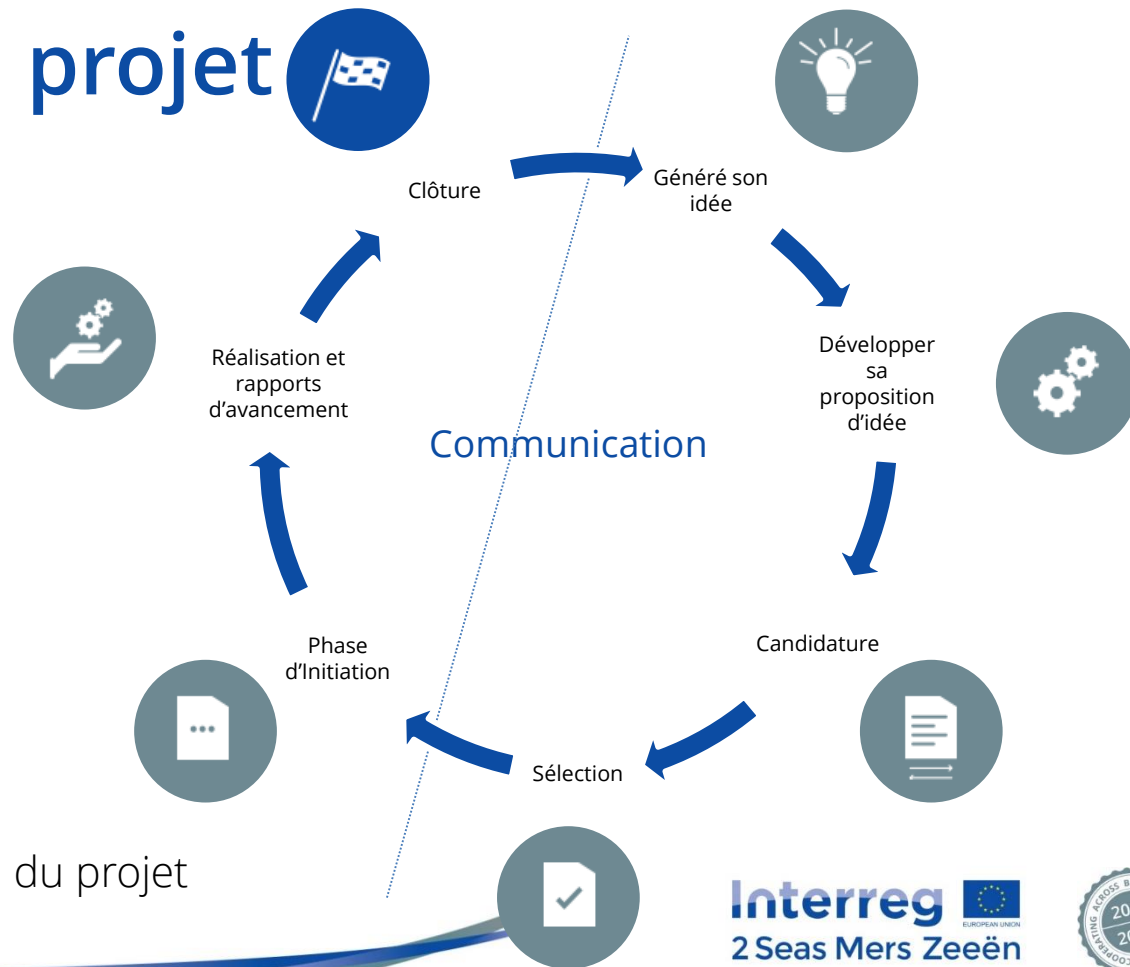 projet
Clôture
Généré son
idée
Développer
sa
proposition
d’idée
Réalisation et
rapports
d’avancement
Communication
Candidature
Phase
d’Initiation
Sélection
du projet
Interreg
EUROPEAN UNION
2 Seas Mers Zeeën